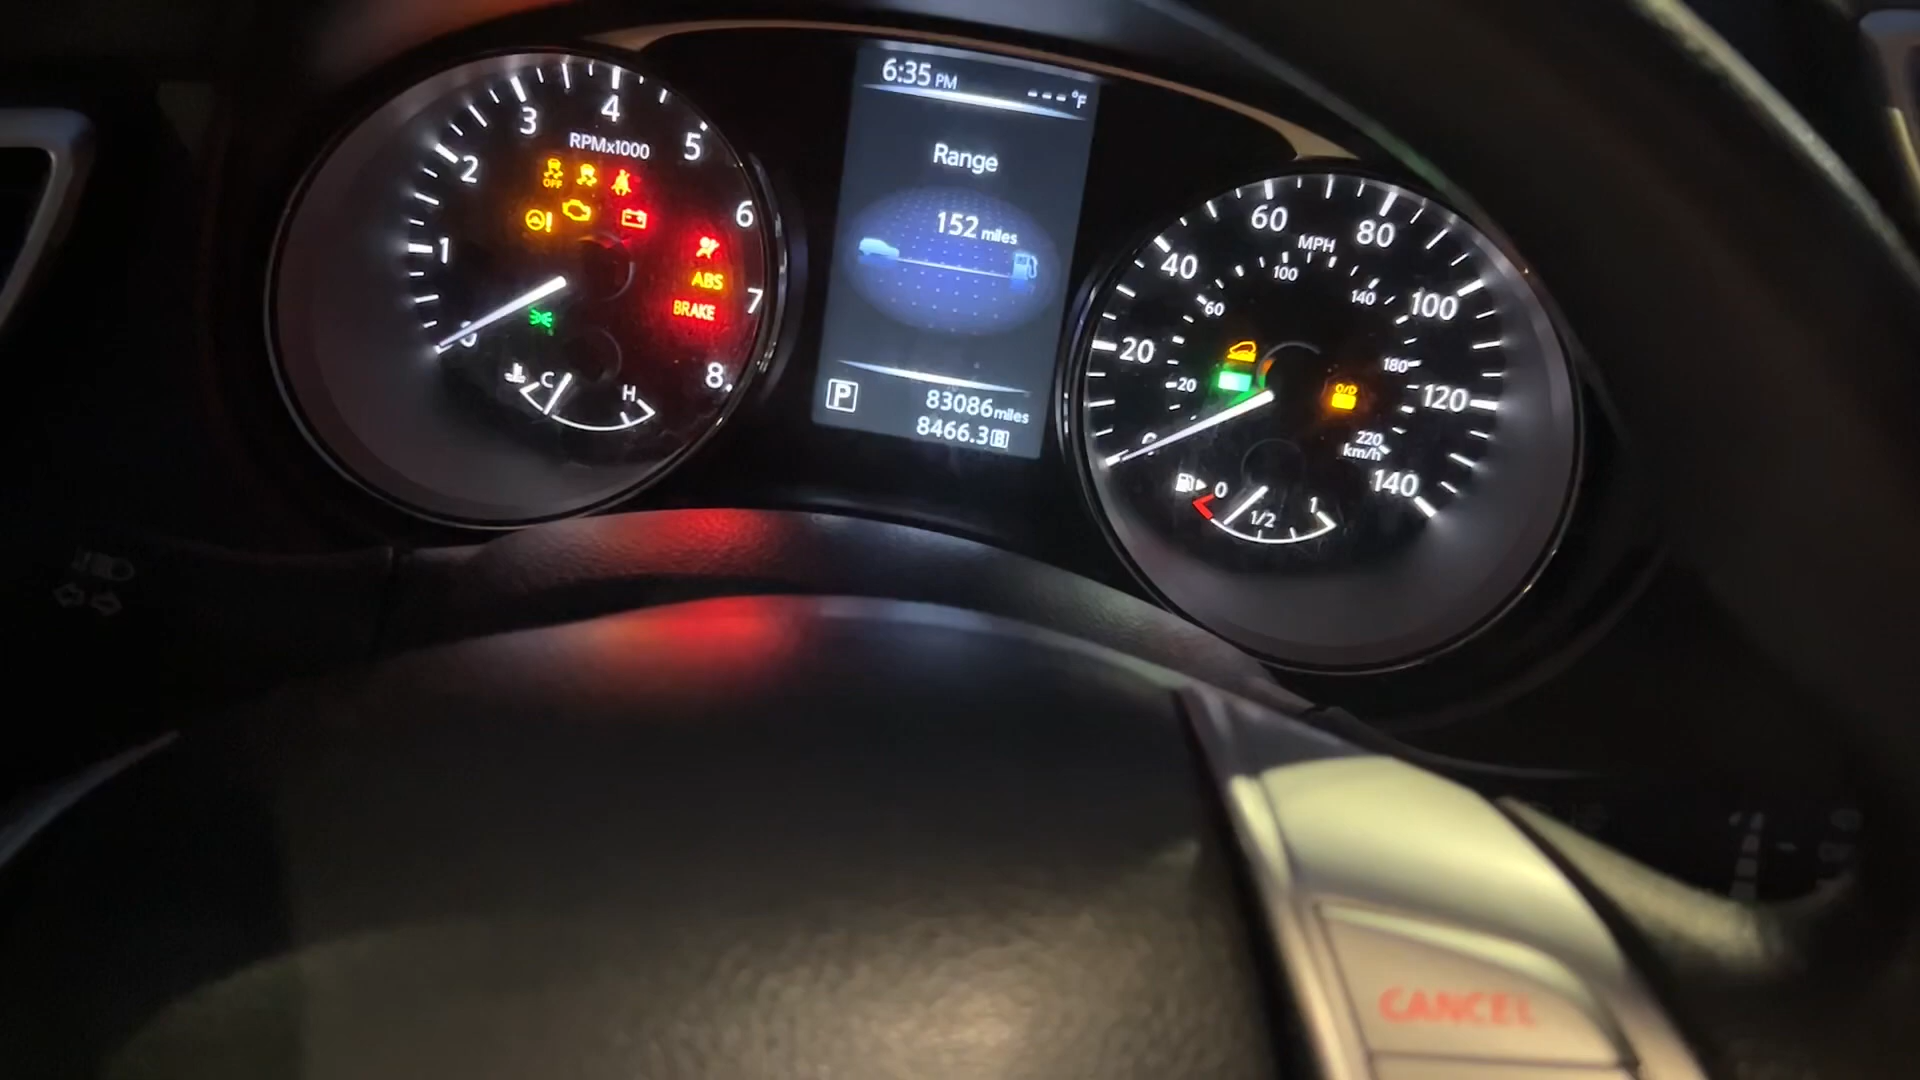 6:35 PM
---°F
Range
152 miles
P
83086 miles
8466.3 B
0
1
2
3
4
5
6
7
8
RPMx1000
OFF
ABS
BRAKE
C
H
20
40
60
80
100
120
140
MPH
20
60
100
140
180
220
km/h
O/D
OFF
0
1/2
1
CANCEL